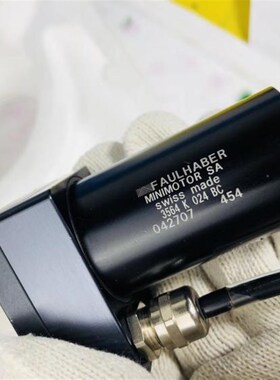 FAULHABER
MINIMOTOR SA
swiss made
3564 K 024 BC
042707 454